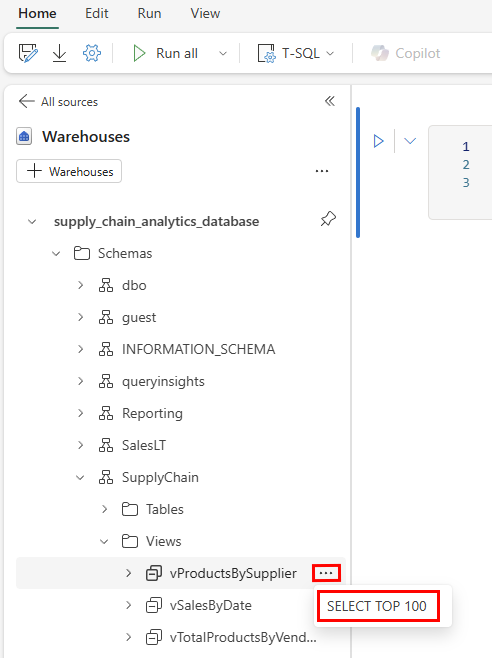 Home Edit Run View
Run all T-SQL Copilot
All sources
Warehouses
Warehouses
supply_chain_analytics_database
Schemas
dbo
guest
INFORMATION_SCHEMA
queryinsights
Reporting
SalesLT
SupplyChain
Tables
Views
vProductsBySupplier
vSalesByDate
vTotalProductsByVend...
SELECT TOP 100
1
2
3